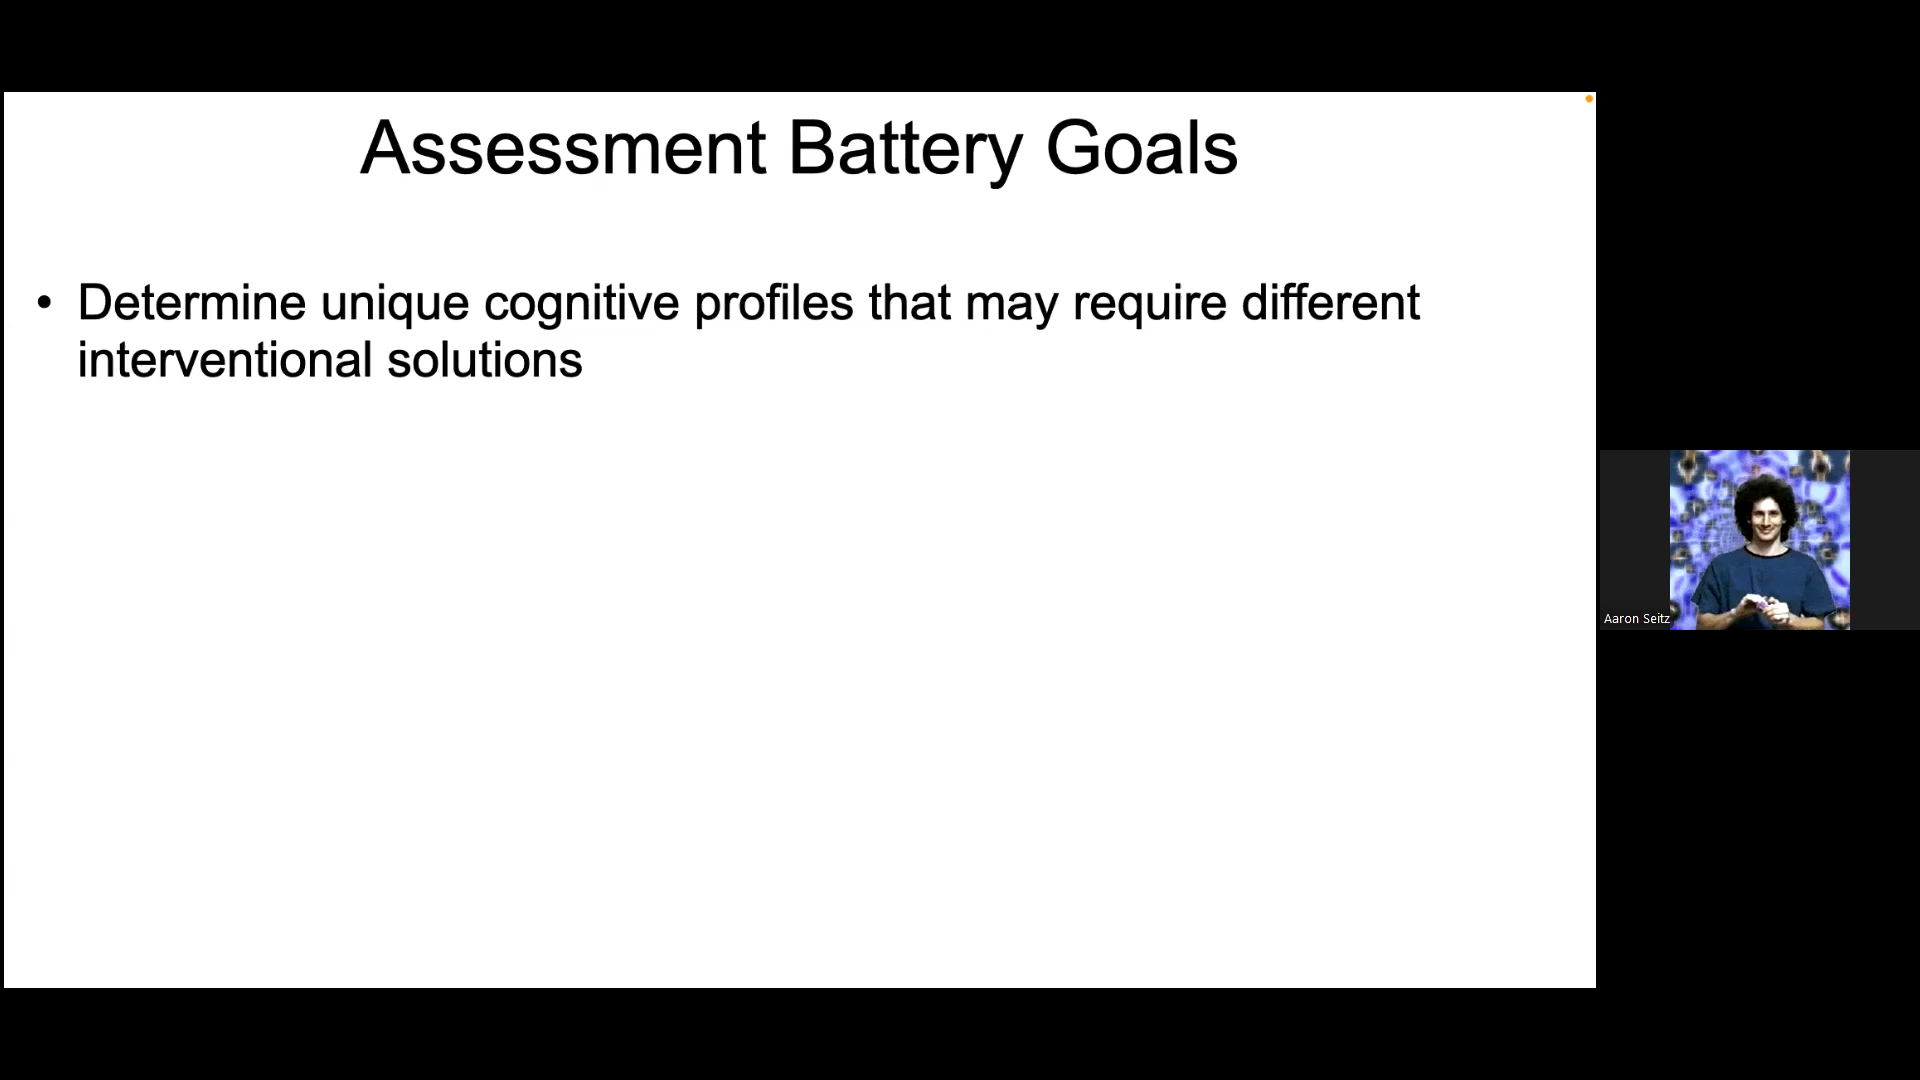 Assessment Battery Goals
• Determine unique cognitive profiles that may require different
interventional solutions
Aaron Seitz